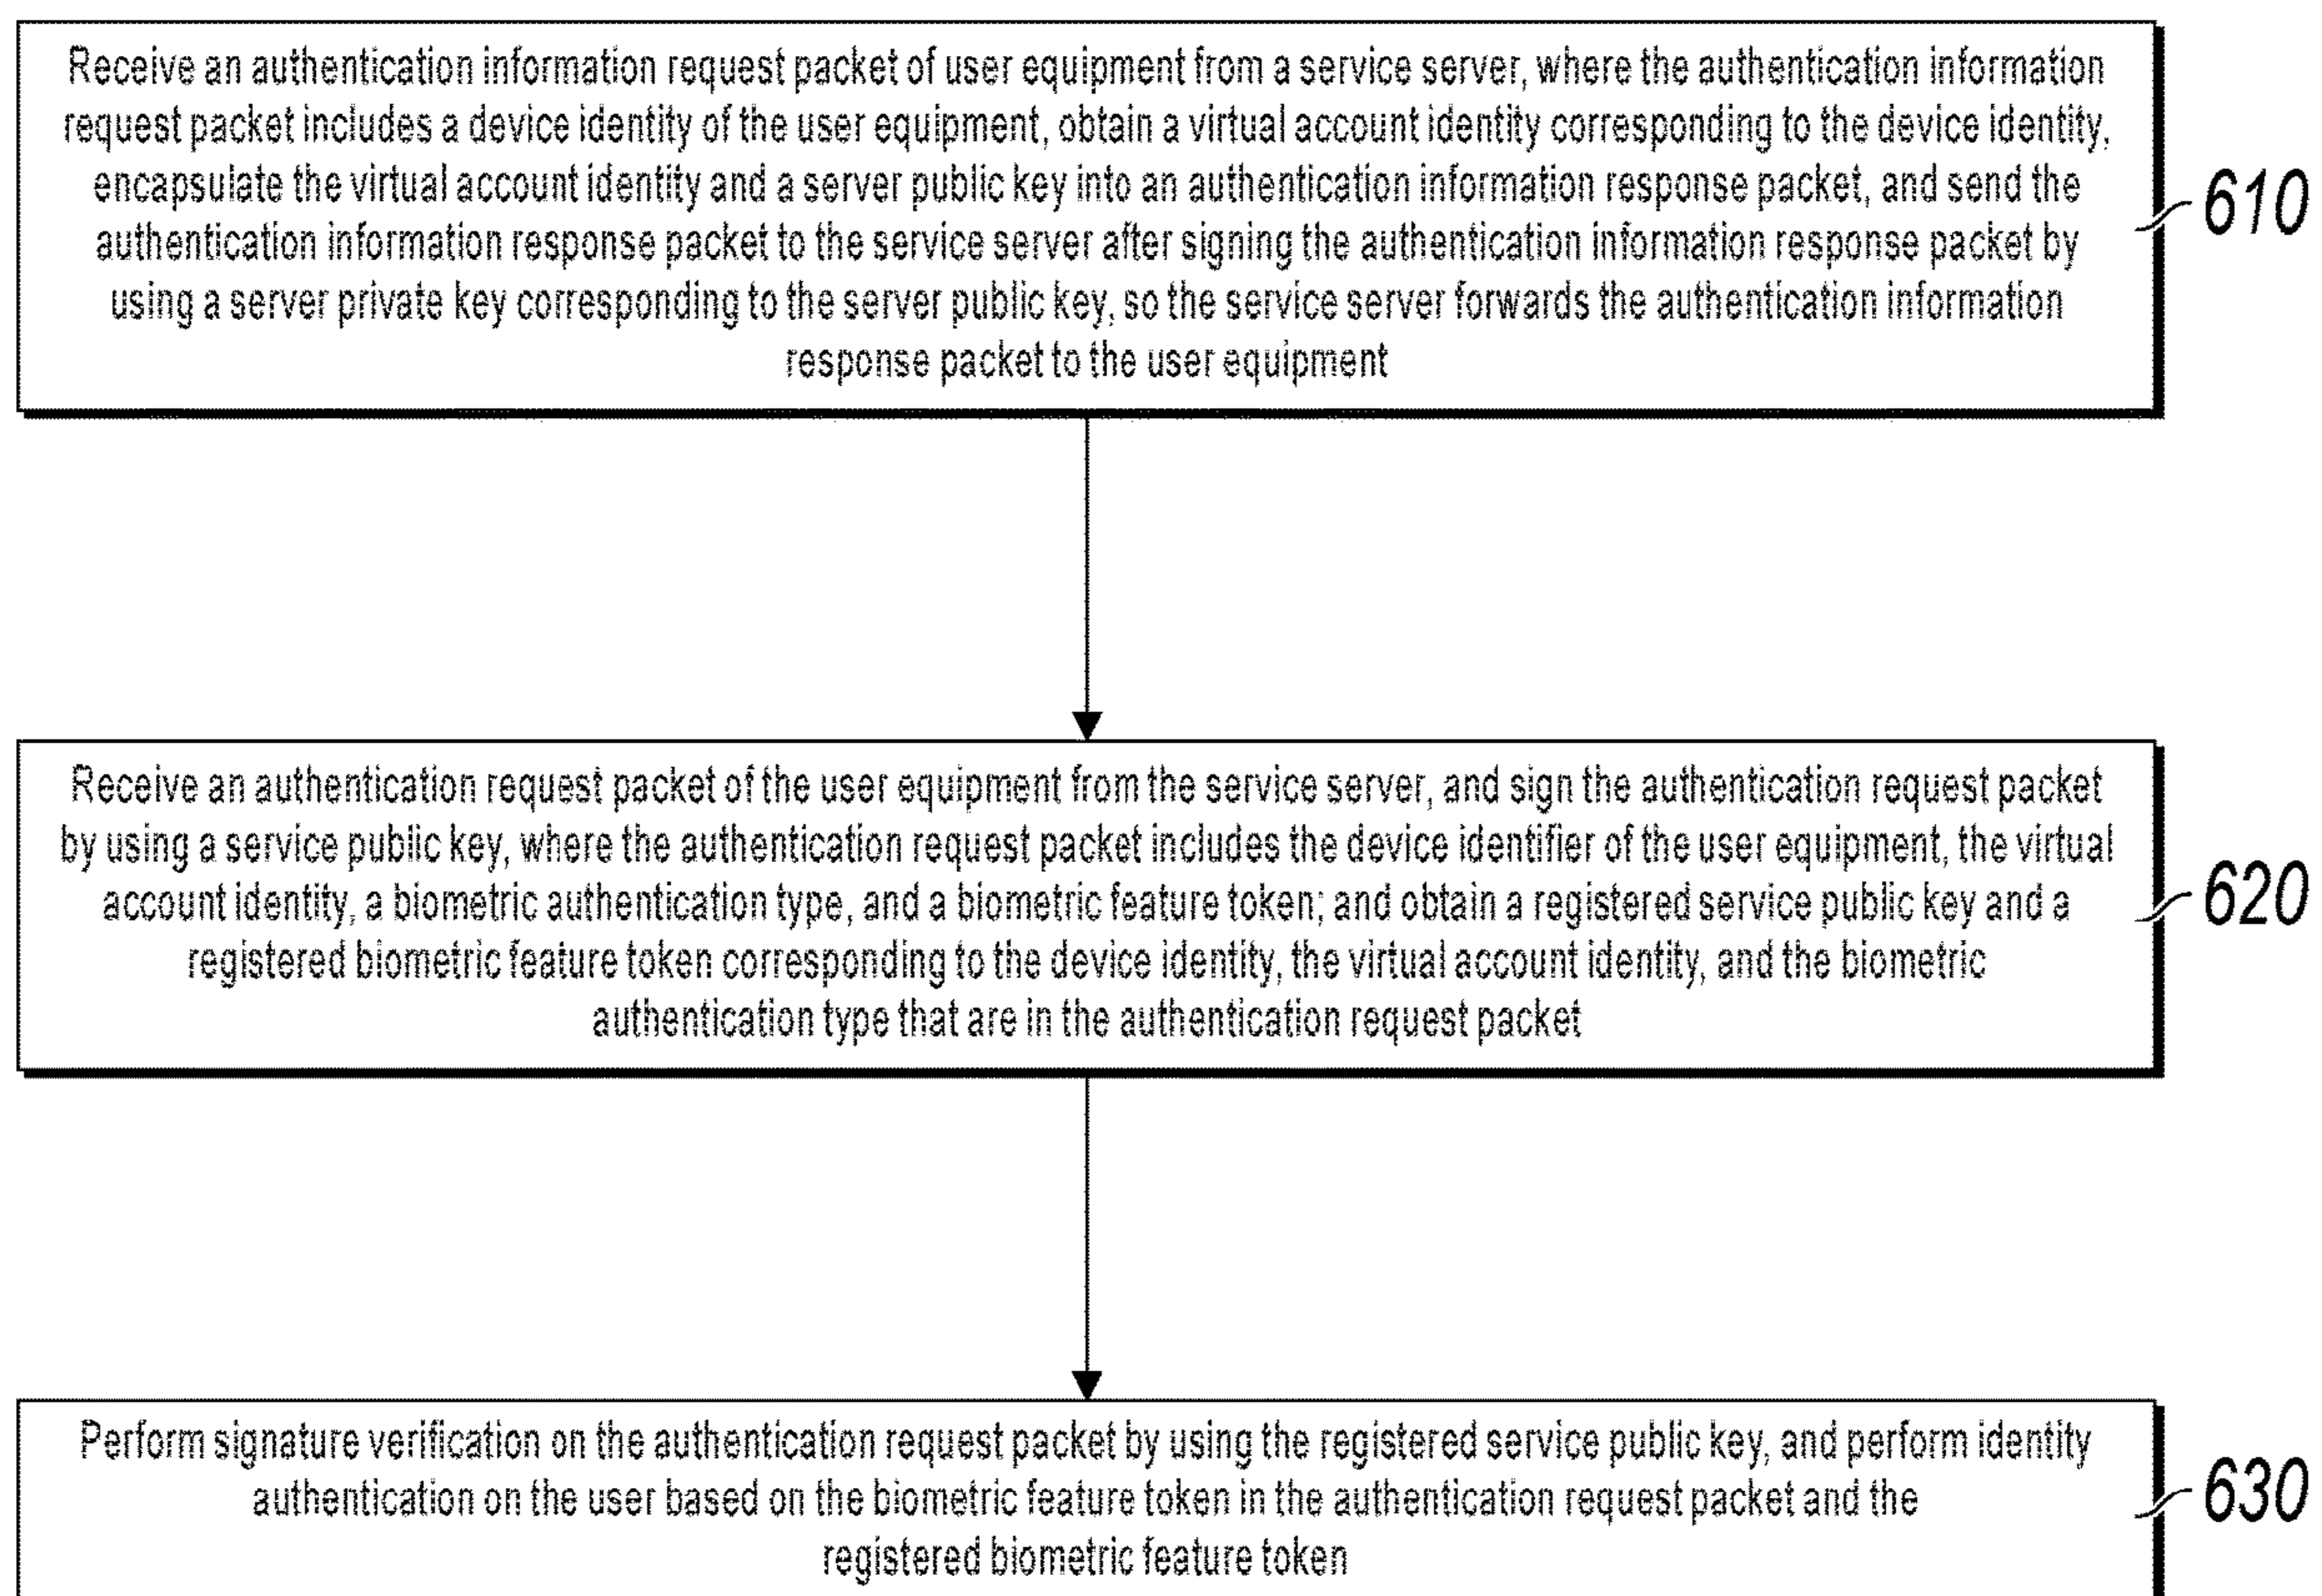 Receive an authentication information request packet of user equipment from a service server, where the authentication information
request packet includes a device identity of the user equipment, obtain a virtual account identity corresponding to the device identity,
encapsulate the virtual account identity and a server public key into an authentication information response packet, and send the
authentication information response packet to the service server after signing the authentication information response packet by
using a server private key corresponding to the server public key, so the service server forwards the authentication information
response packet to the user equipment
610
Receive an authentication request packet of the user equipment from the service server, and sign the authentication request packet
by using a service public key, where the authentication request packet includes the device identifier of the user equipment, the virtual
account identity, a biometric authentication type, and a biometric feature token; and obtain a registered service public key and a
registered biometric feature token corresponding to the device identity, the virtual account identity, and the biometric
authentication type that are in the authentication request packet
620
Perform signature verification on the authentication request packet by using the registered service public key, and perform identity
authentication on the user based on the biometric feature token in the authentication request packet and the
registered biometric feature token
630